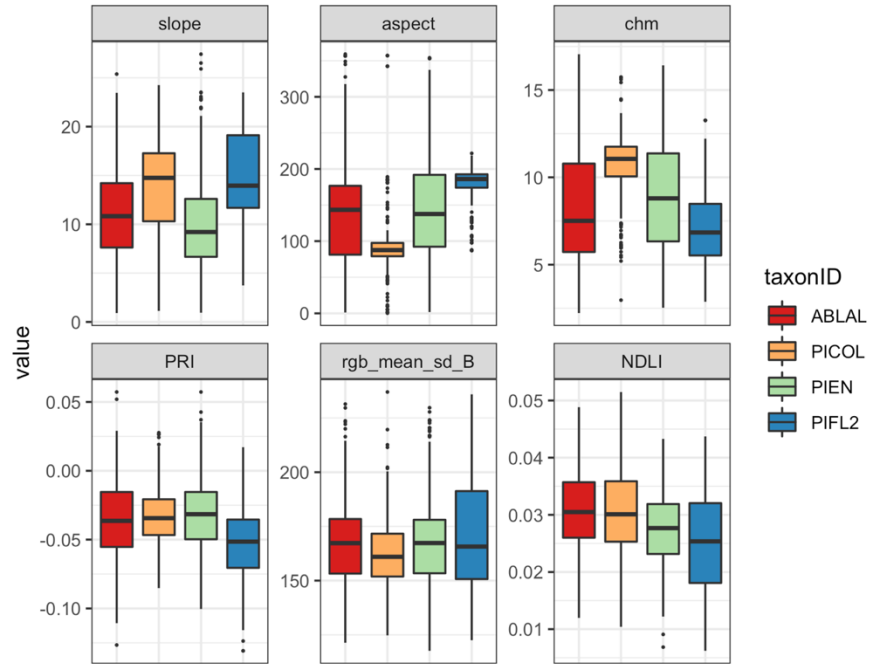 slope
aspect
chm
20
10
0
300
200
100
0
15
10
5
value
PRI
rgb_mean_sd_B
NDLI
0.05
0.00
-0.05
-0.10
200
150
0.05
0.04
0.03
0.02
0.01
taxonID
ABLAL
PICOL
PIEN
PIFL2